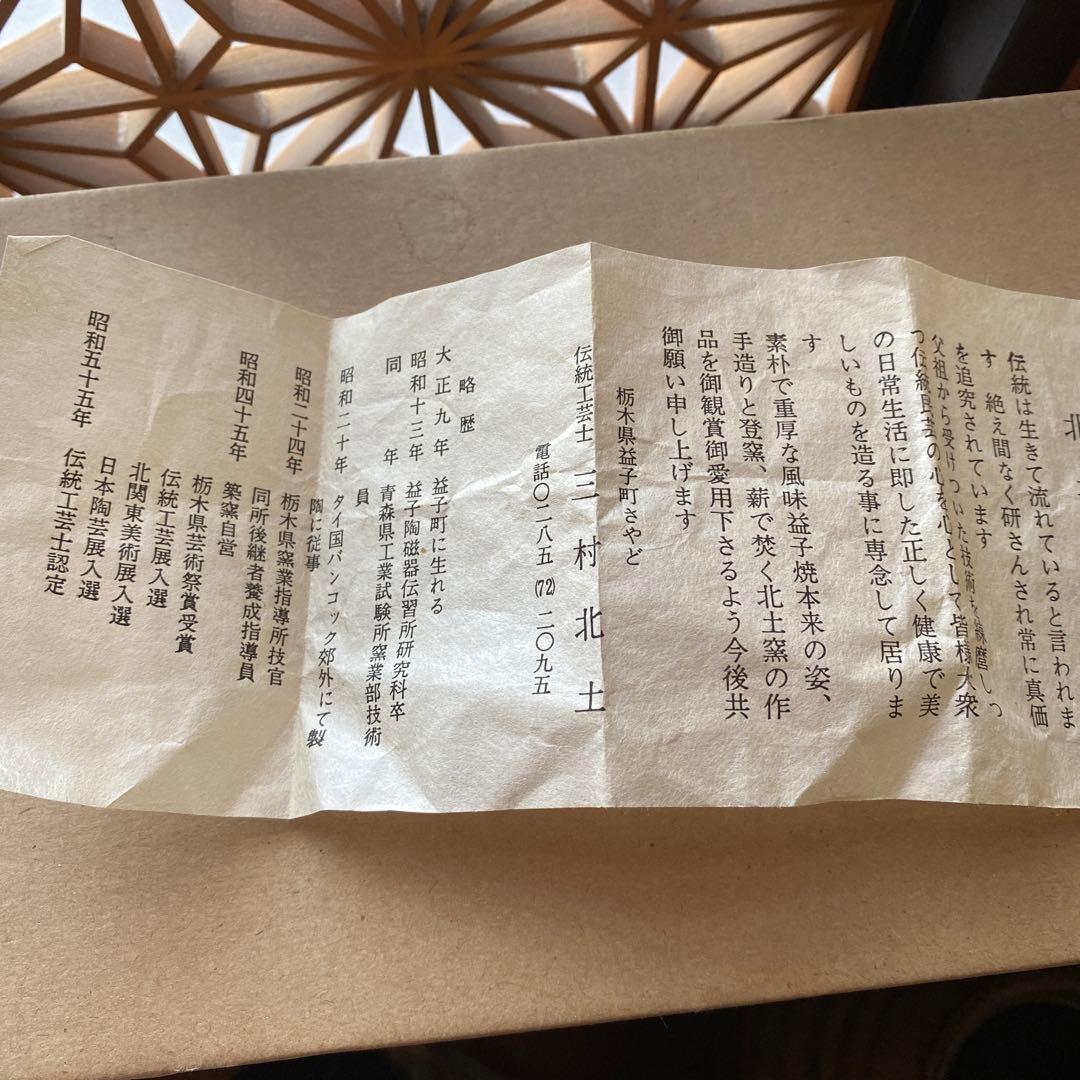 北
伝統は生きて流れていると言われま
す 絶え間なく研さんされ常に真価
を追究されています
父祖から受けついた技術を練磨しつ
つ伝統民芸の心を心として皆様大衆
の日常生活に即した正しく健康で美
しいものを造る事に専念して居りま
す
素朴で重厚な風味益子焼本来の姿、
手造りと登窯、薪で焚く北土窯の作
品を御観賞御愛用下さるよう今後共
御願い申し上げます
栃木県益子町さやど
伝統工芸士 三村北土
電話〇二八五(72)二〇九五
略歴
大正九年 益子町に生れる
昭和十三年 益子陶磁器伝習所研究科卒
同年 青森県工業試験所窯業部技術
員
昭和二十年 タイ国バンコック郊外にて製
陶に従事
昭和二十四年 栃木県窯業指導所技官
同所後継者養成指導員
築窯自営
昭和四十五年 栃木県芸術祭賞受賞
伝統工芸展入選
北関東美術展入選
日本陶芸展入選
昭和五十五年 伝統工芸士認定